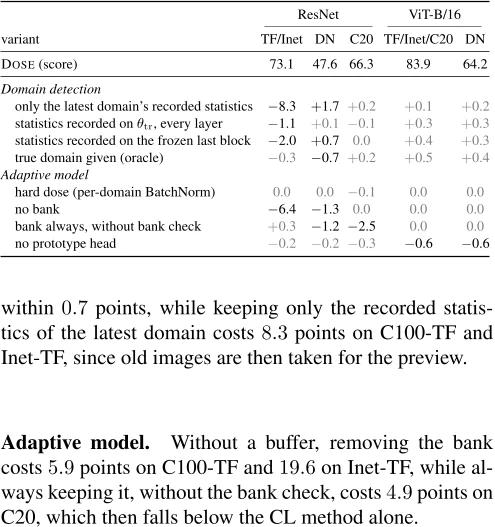 ResNet ViT-B/16
variant TF/Inet DN C20 TF/Inet/C20 DN
DOSE (score) 73.1 47.6 66.3 83.9 64.2
Domain detection
only the latest domain's recorded statistics −8.3 +1.7 +0.2 +0.1 +0.2
statistics recorded on θtr, every layer −1.1 +0.1 −0.1 +0.3 +0.3
statistics recorded on the frozen last block −2.0 +0.7 0.0 +0.4 +0.3
true domain given (oracle) −0.3 −0.7 +0.2 +0.5 +0.4
Adaptive model
hard dose (per-domain BatchNorm) 0.0 0.0 −0.1 0.0 0.0
no bank −6.4 −1.3 0.0 0.0 0.0
bank always, without bank check +0.3 −1.2 −2.5 0.0 0.0
no prototype head −0.2 −0.2 −0.3 −0.6 −0.6
within 0.7 points, while keeping only the recorded statis-
tics of the latest domain costs 8.3 points on C100-TF and
Inet-TF, since old images are then taken for the preview.
Adaptive model. Without a buffer, removing the bank
costs 5.9 points on C100-TF and 19.6 on Inet-TF, while al-
ways keeping it, without the bank check, costs 4.9 points on
C20, which then falls below the CL method alone.